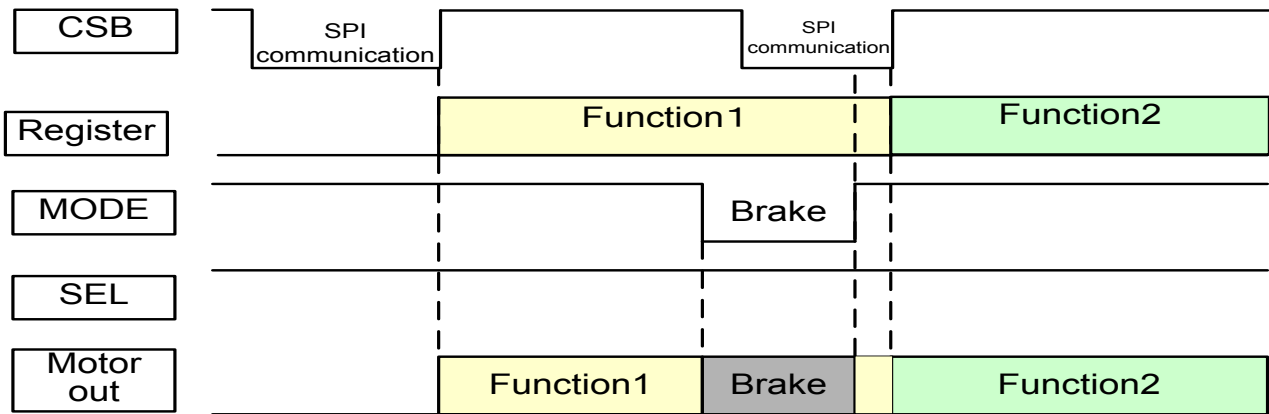 CSB
SPI
communication
SPI
communication
Register
Function1
Function2
MODE
Brake
SEL
Motor
out
Function1
Brake
Function2